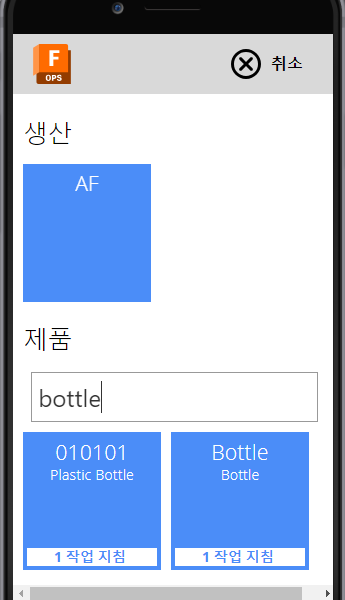 F
OPS
취소
생산
AF
제품
bottle
010101
Plastic Bottle
1 작업 지침
Bottle
Bottle
1 작업 지침